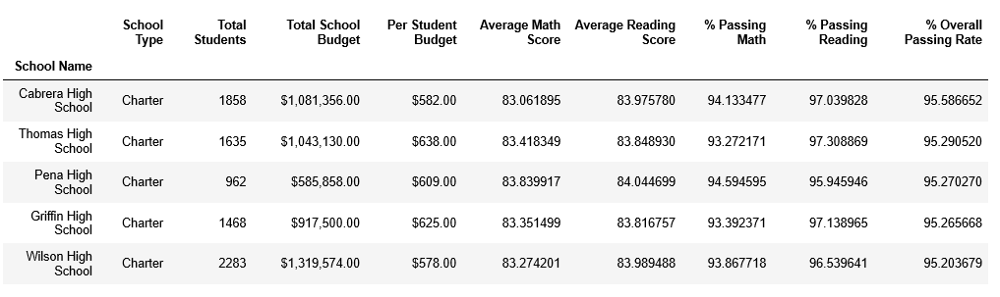 School Type Total Students Total School Budget Per Student Budget Average Math Score Average Reading Score % Passing Math % Passing Reading % Overall Passing Rate
School Name
Cabrera High School Charter 1858 $1,081,356.00 $582.00 83.061895 83.975780 94.133477 97.039828 95.586652
Thomas High School Charter 1635 $1,043,130.00 $638.00 83.418349 83.848930 93.272171 97.308869 95.290520
Pena High School Charter 962 $585,858.00 $609.00 83.839917 84.044699 94.594595 95.945946 95.270270
Griffin High School Charter 1468 $917,500.00 $625.00 83.351499 83.816757 93.392371 97.138965 95.265668
Wilson High School Charter 2283 $1,319,574.00 $578.00 83.274201 83.989488 93.867718 96.539641 95.203679